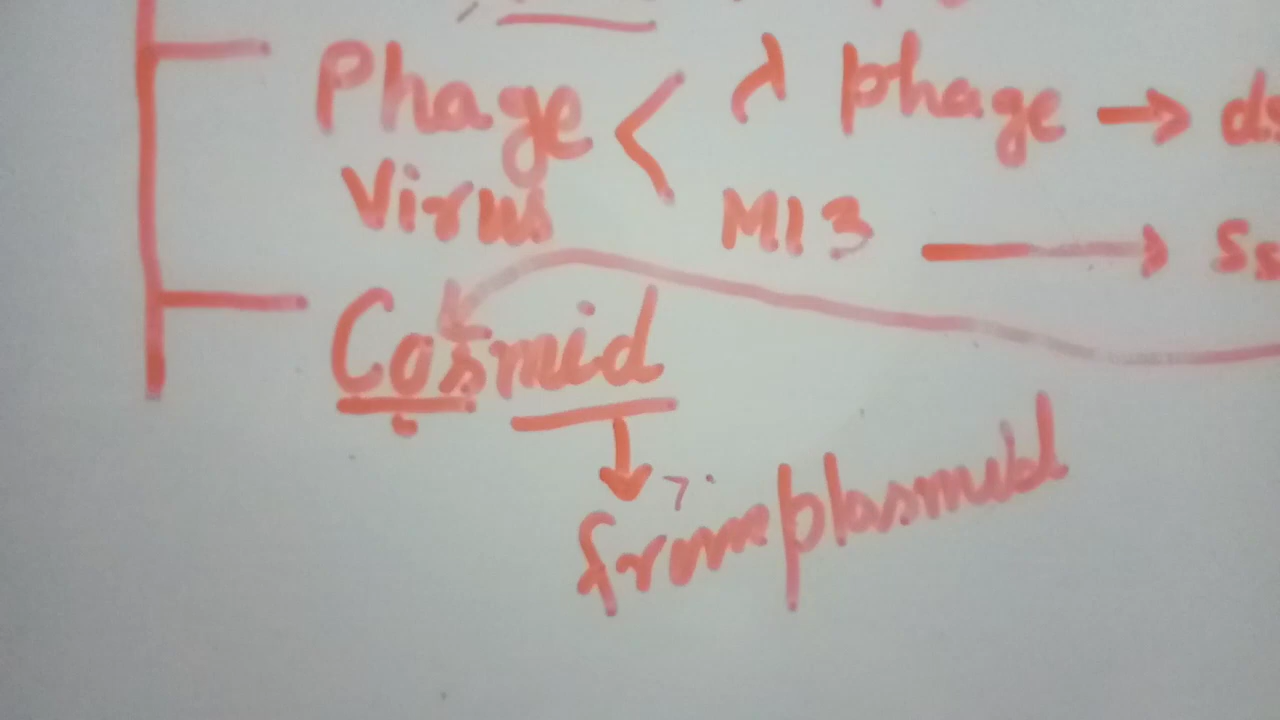 Phage < λ phage → ds
Virus M13 → Ss
Cosmid
from plasmid